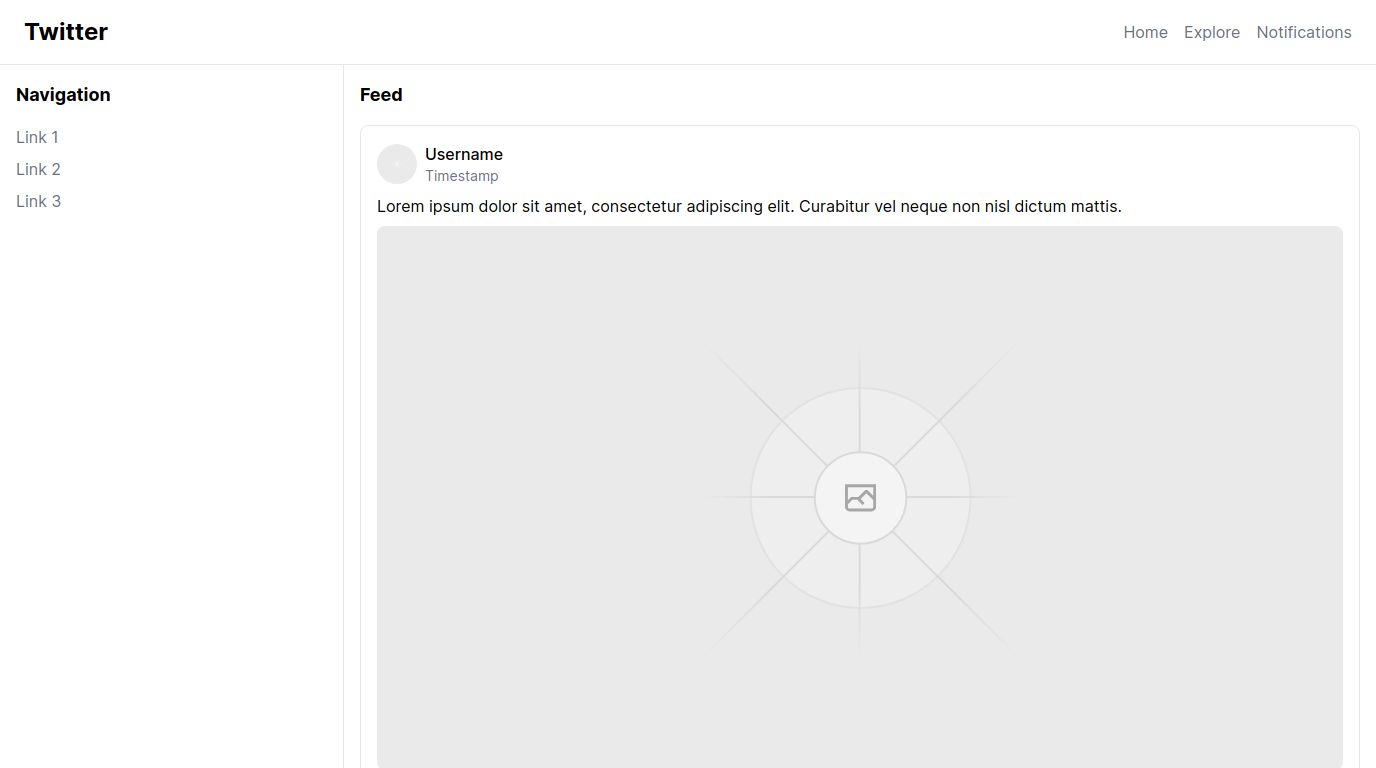 Twitter
Home Explore Notifications
Navigation
Link 1
Link 2
Link 3
Feed
Username
Timestamp
Lorem ipsum dolor sit amet, consectetur adipiscing elit. Curabitur vel neque non nisl dictum mattis.